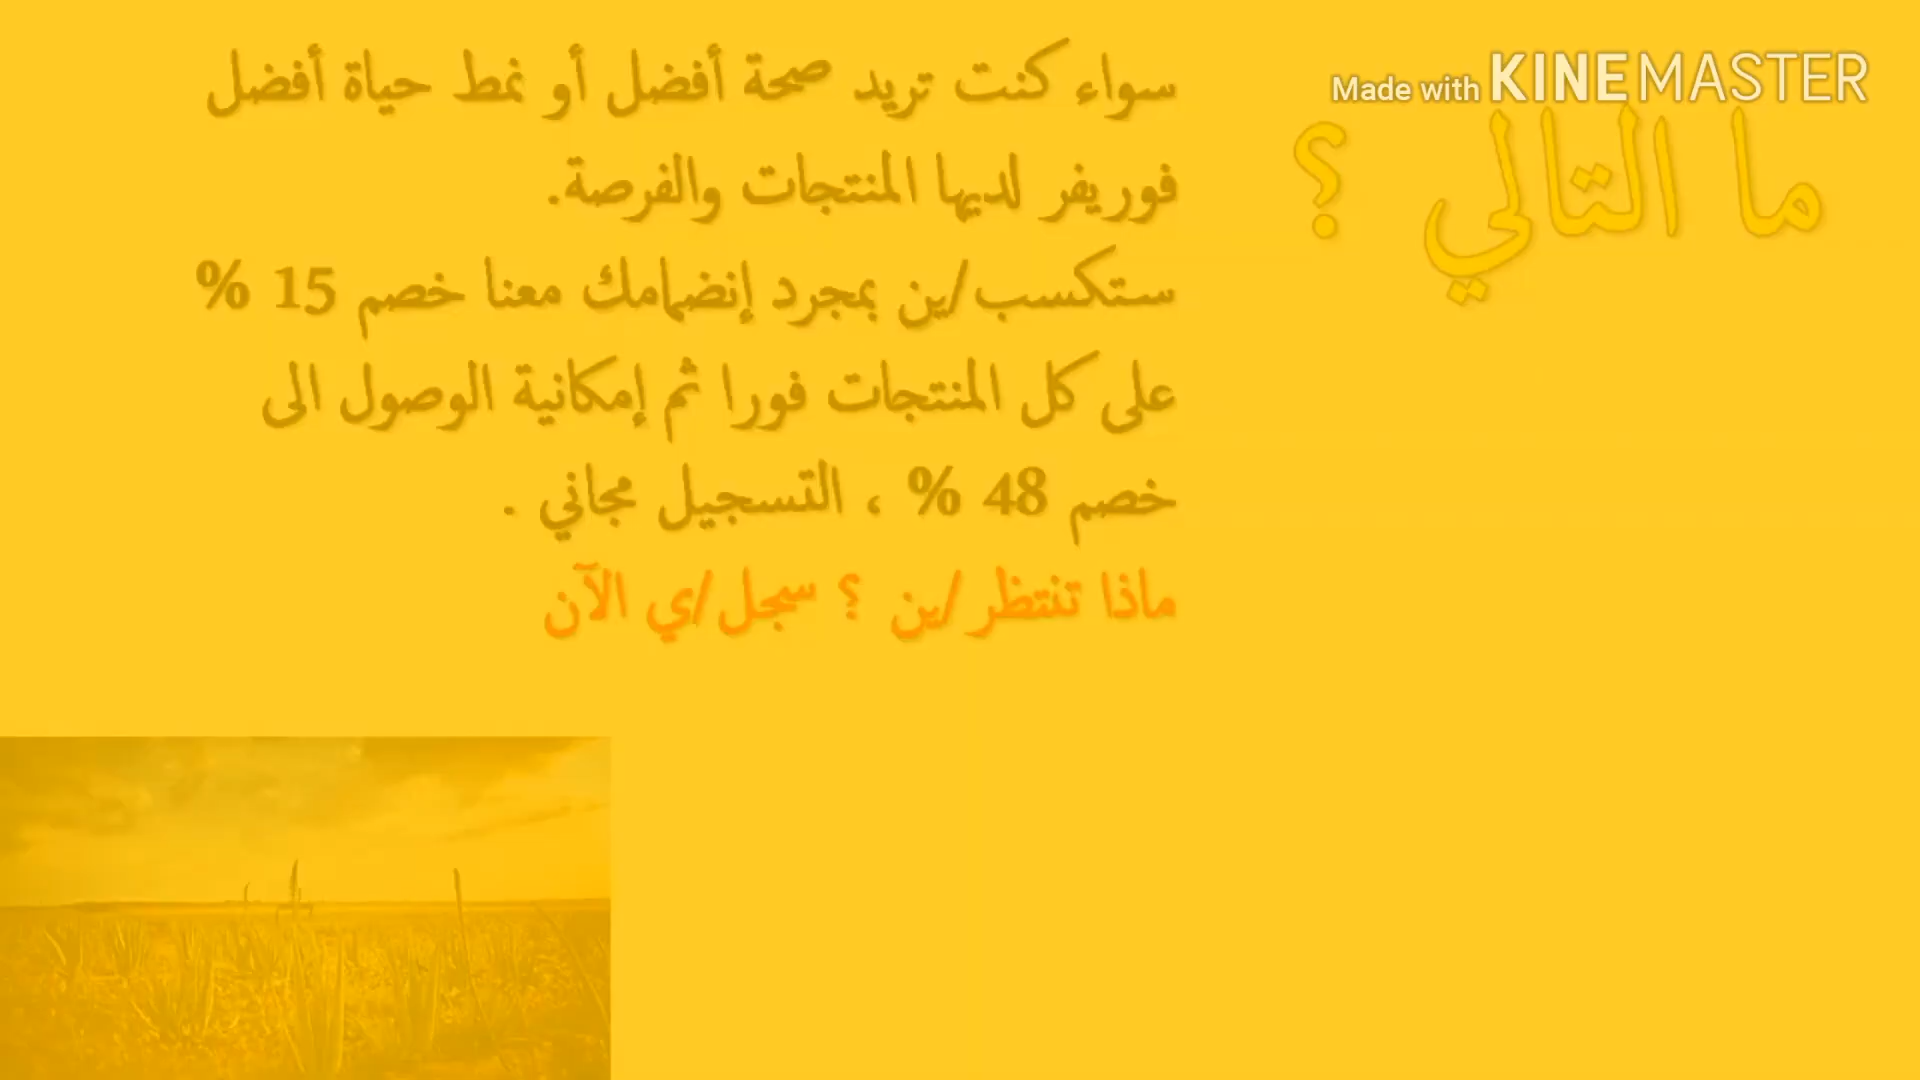 Made with KINEMASTER
ما التالي ؟
سواء كنت تريد صحة أفضل أو نمط حياة أفضل
فوريفر لديها المنتجات والفرصة.
ستكسب/ين بمجرد إنضمامك معنا خصم 15 %
على كل المنتجات فورا ثم إمكانية الوصول الى
خصم 48 % ، التسجيل مجاني .
ماذا تنتظر/ين ؟ سجل/ي الآن